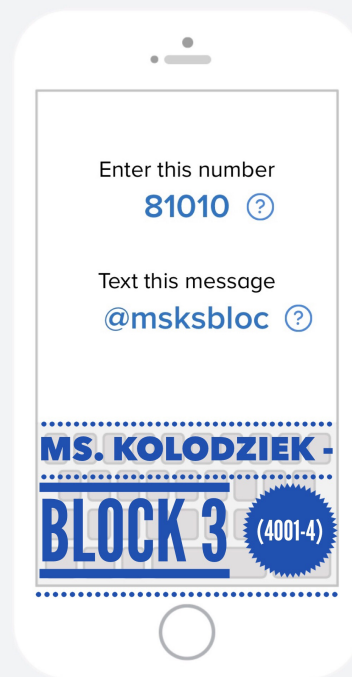 Enter this number
81010 ?
Text this message
@msksbloc ?
MS. KOLODZIEK -
BLOCK 3 (4001-4)